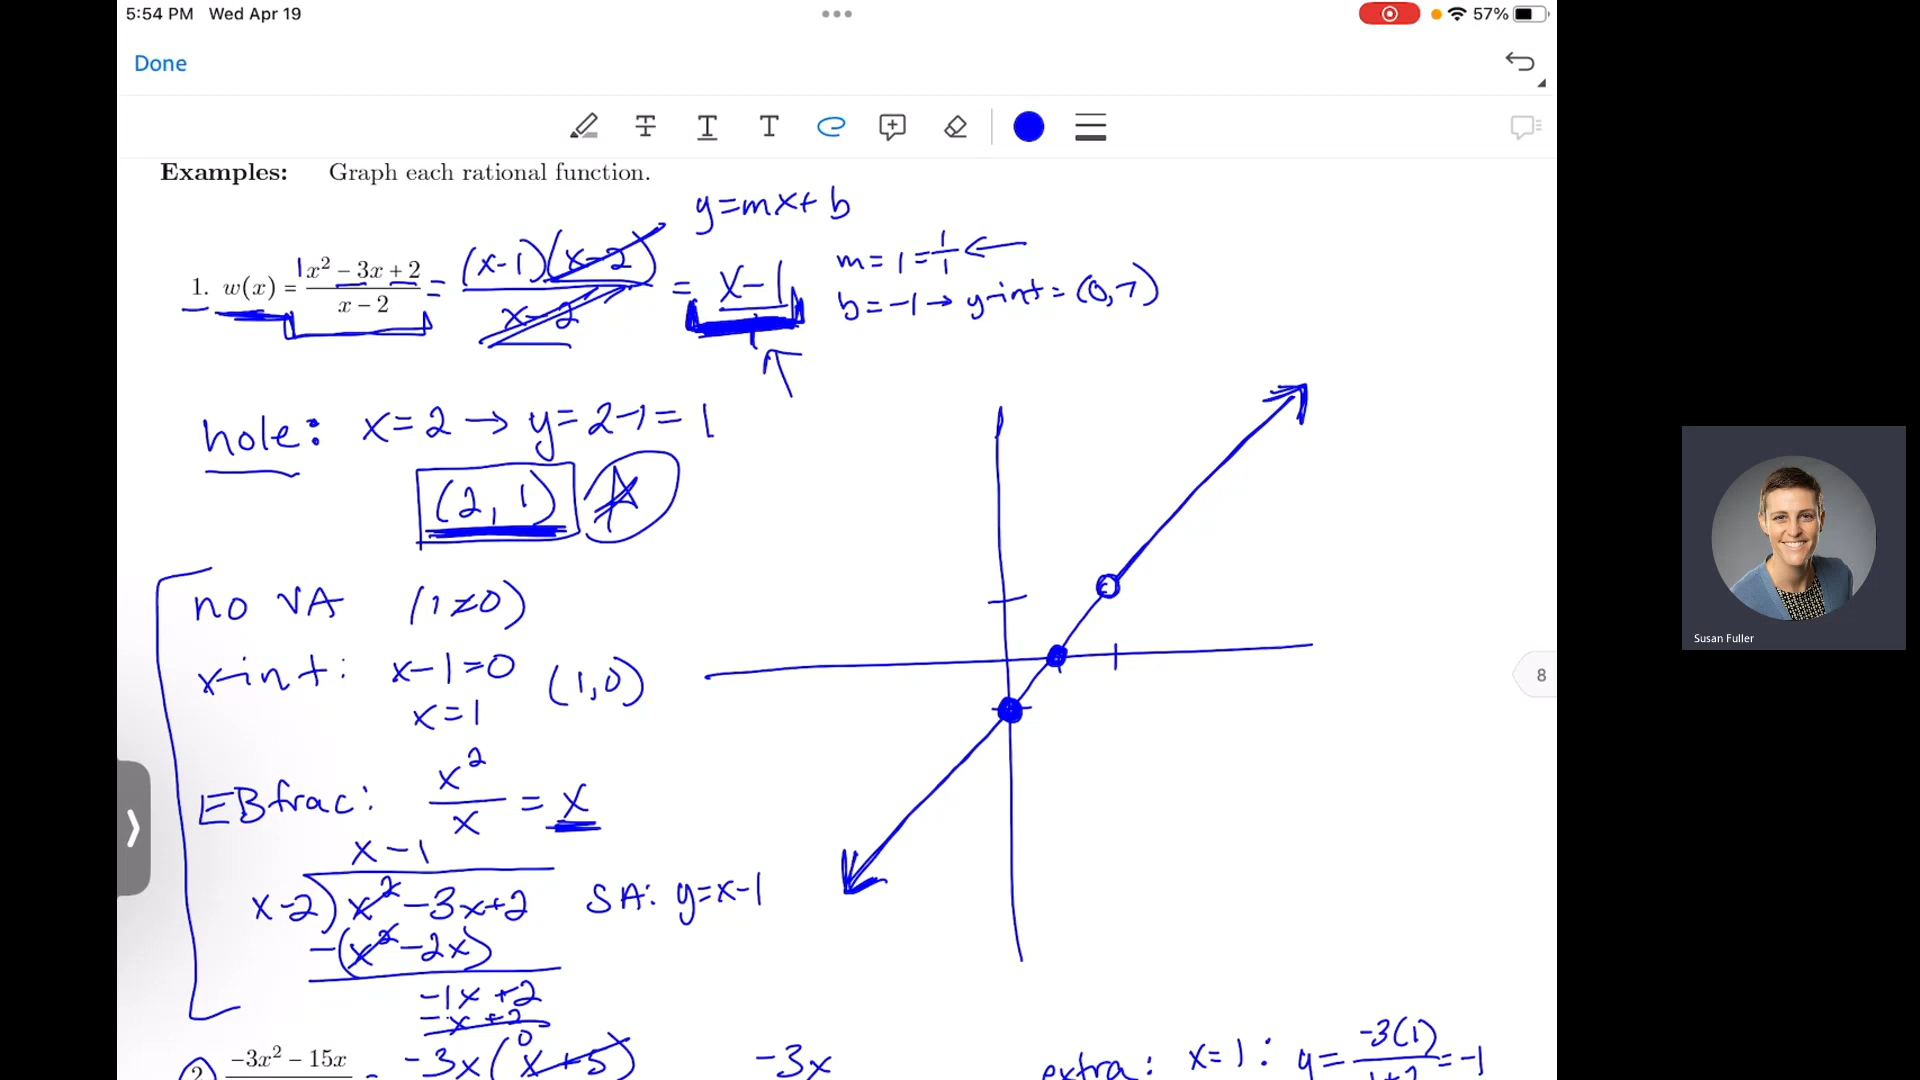 5:54 PM Wed Apr 19
57%
Done
Examples: Graph each rational function.
y=mx+b
1. w(x) = 1x² − 3x + 2 / x − 2 = (x-1)(x-2) / x-2 = x-1
m = 1 = 1/1 ←
b = -1 → y-int = (0,-1)
hole: x=2 → y=2-1=1
(2, 1)
no VA (1≠0)
x-int: x-1=0 (1,0)
x=1
EBfrac: x²/x = x
x-1
x-2)x²-3x+2
SA: y=x-1
-(x²-2x)
-1x+2
-x+2
0
2 −3x² − 15x = -3x(x+5) -3x
extra: x=1: y= -3(1) / 1+2 = -1
8
Susan Fuller